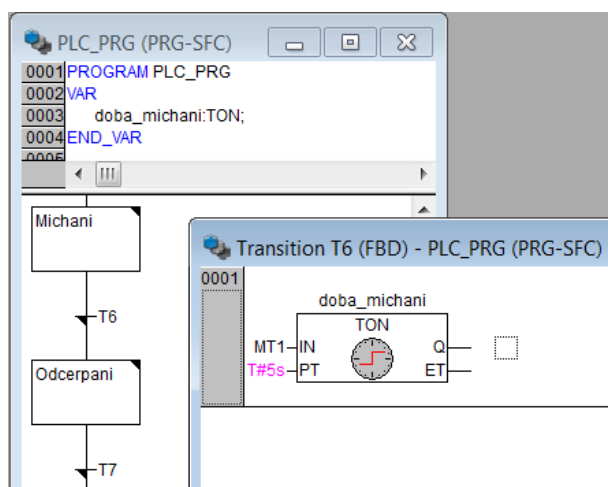 PLC_PRG (PRG-SFC)
0001 PROGRAM PLC_PRG
0002 VAR
0003 doba_michani:TON;
0004 END_VAR
0005
Michani
T6
Odcerpani
T7
Transition T6 (FBD) - PLC_PRG (PRG-SFC)
0001
doba_michani
TON
MT1 IN Q
T#5s PT ET